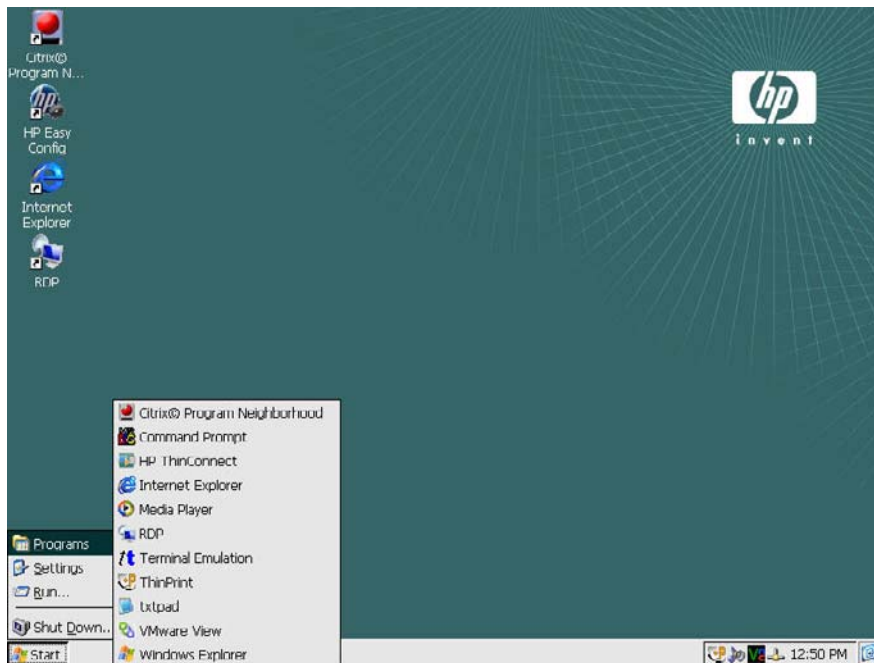 Citrix©
Program N...
HP Easy
Config
Internet
Explorer
RDP
hp
invent
Citrix© Program Neighborhood
Command Prompt
HP ThinConnect
Internet Explorer
Media Player
RDP
Terminal Emulation
ThinPrint
txtpad
VMware View
Windows Explorer
Programs
Settings
Run...
Shut Down..
Start
12:50 PM